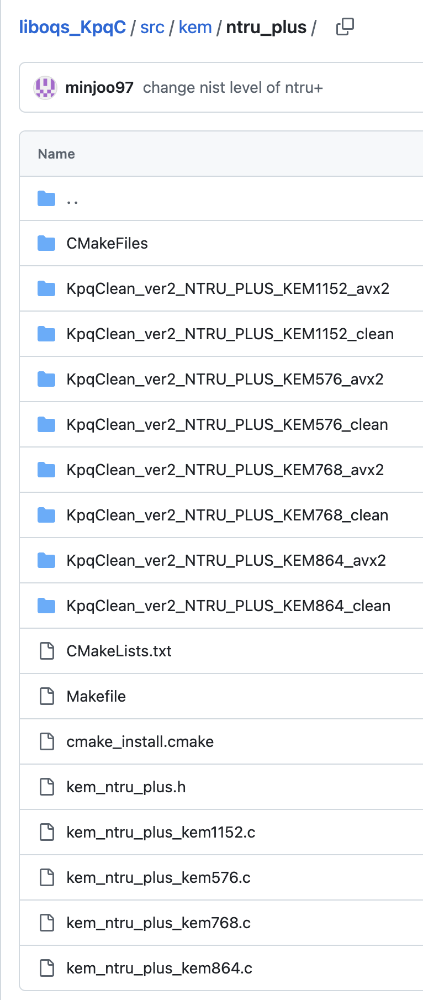 liboqs_KpqC / src / kem / ntru_plus /
minjoo97 change nist level of ntru+
Name
..
CMakeFiles
KpqClean_ver2_NTRU_PLUS_KEM1152_avx2
KpqClean_ver2_NTRU_PLUS_KEM1152_clean
KpqClean_ver2_NTRU_PLUS_KEM576_avx2
KpqClean_ver2_NTRU_PLUS_KEM576_clean
KpqClean_ver2_NTRU_PLUS_KEM768_avx2
KpqClean_ver2_NTRU_PLUS_KEM768_clean
KpqClean_ver2_NTRU_PLUS_KEM864_avx2
KpqClean_ver2_NTRU_PLUS_KEM864_clean
CMakeLists.txt
Makefile
cmake_install.cmake
kem_ntru_plus.h
kem_ntru_plus_kem1152.c
kem_ntru_plus_kem576.c
kem_ntru_plus_kem768.c
kem_ntru_plus_kem864.c